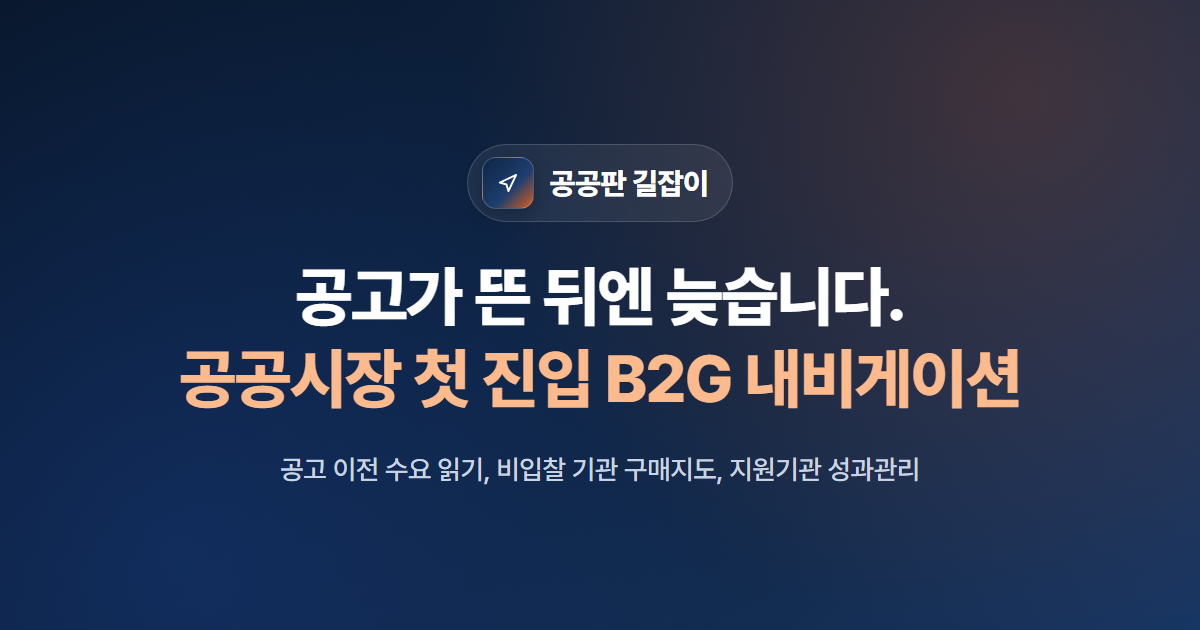 공공판 길잡이
공고가 뜬 뒤엔 늦습니다.
공공시장 첫 진입 B2G 내비게이션
공고 이전 수요 읽기, 비입찰 기관 구매지도, 지원기관 성과관리